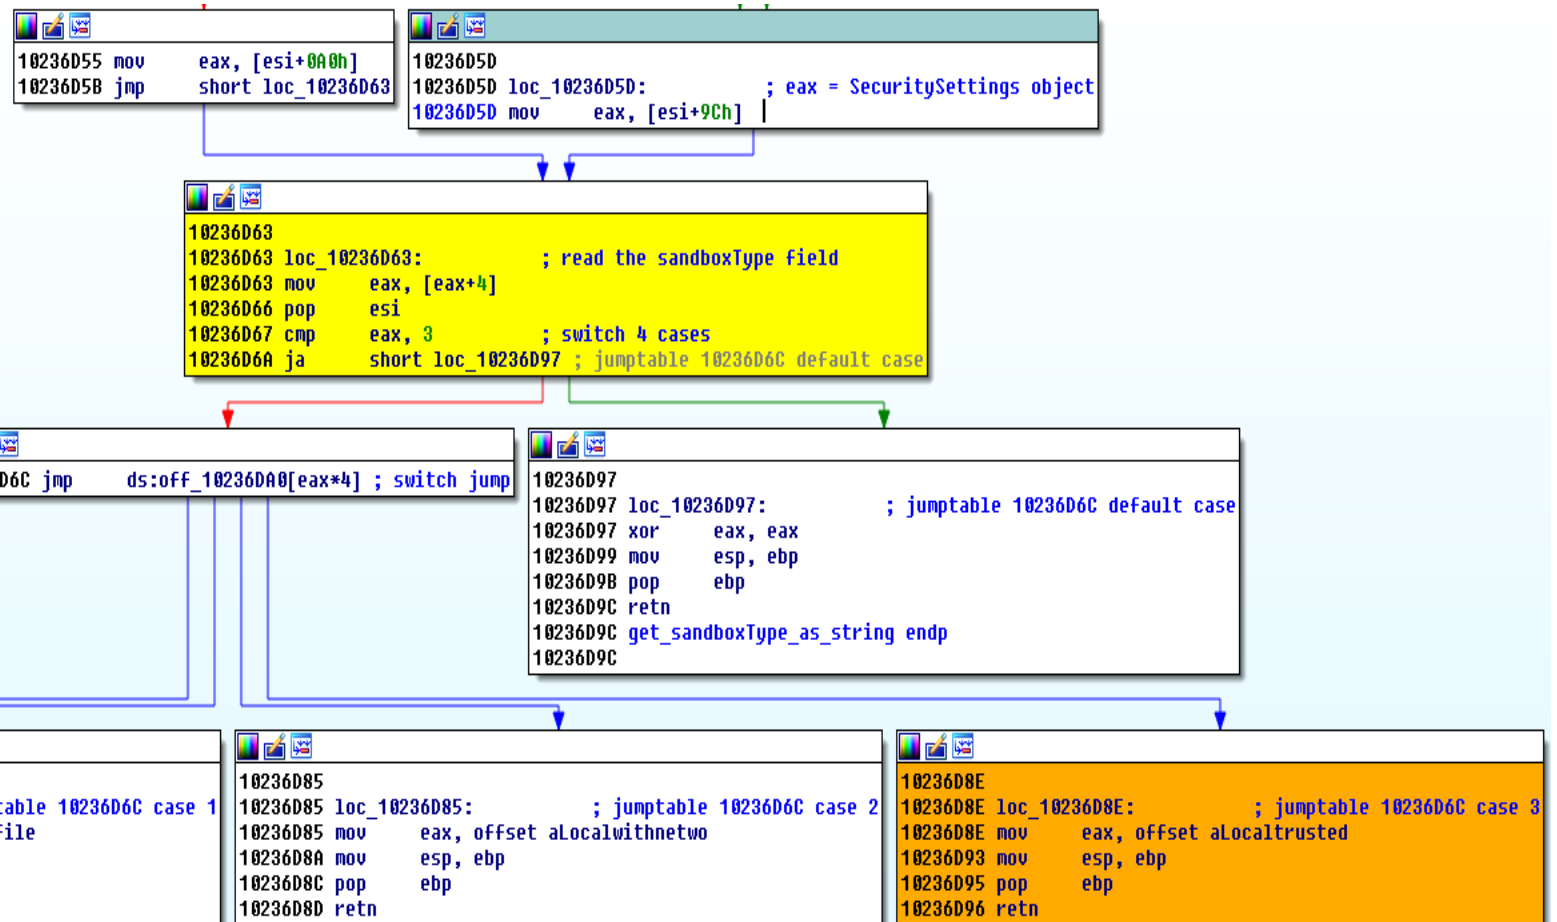 10236D55 mov eax, [esi+0A0h]
10236D5B jmp short loc_10236D63
10236D5D
10236D5D loc_10236D5D: ; eax = SecuritySettings object
10236D5D mov eax, [esi+9Ch]
10236D63
10236D63 loc_10236D63: ; read the sandboxType field
10236D63 mov eax, [eax+4]
10236D66 pop esi
10236D67 cmp eax, 3 ; switch 4 cases
10236D6A ja short loc_10236D97 ; jumptable 10236D6C default case
D6C jmp ds:off_10236DA0[eax*4] ; switch jump
10236D97
10236D97 loc_10236D97: ; jumptable 10236D6C default case
10236D97 xor eax, eax
10236D99 mov esp, ebp
10236D9B pop ebp
10236D9C retn
10236D9C get_sandboxType_as_string endp
10236D9C
table 10236D6C case 1
File
10236D85
10236D85 loc_10236D85: ; jumptable 10236D6C case 2
10236D85 mov eax, offset aLocalwithnetwo
10236D8A mov esp, ebp
10236D8C pop ebp
10236D8D retn
10236D8E
10236D8E loc_10236D8E: ; jumptable 10236D6C case 3
10236D8E mov eax, offset aLocaltrusted
10236D93 mov esp, ebp
10236D95 pop ebp
10236D96 retn